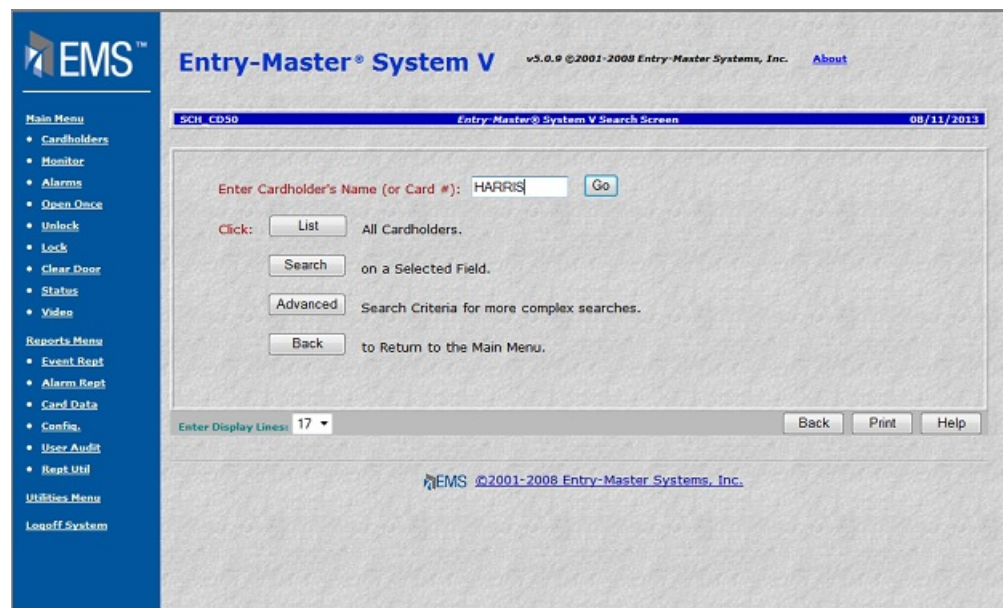 EMS™
Entry-Master® System V v5.0.9 ©2001-2008 Entry-Master Systems, Inc. About
Main Menu
• Cardholders
• Monitor
• Alarms
• Open Once
• Unlock
• Lock
• Clear Door
• Status
• Video
Reports Menu
• Event Rept
• Alarm Rept
• Card Data
• Config.
• User Audit
• Rept Util
Utilities Menu
Logoff System
SCH_CD50 Entry-Master® System V Search Screen 08/11/2013
Enter Cardholder's Name (or Card #): HARRIS Go
Click: List All Cardholders.
Search on a Selected Field.
Advanced Search Criteria for more complex searches.
Back to Return to the Main Menu.
Enter Display Lines: 17 Back Print Help
EMS ©2001-2008 Entry-Master Systems, Inc.